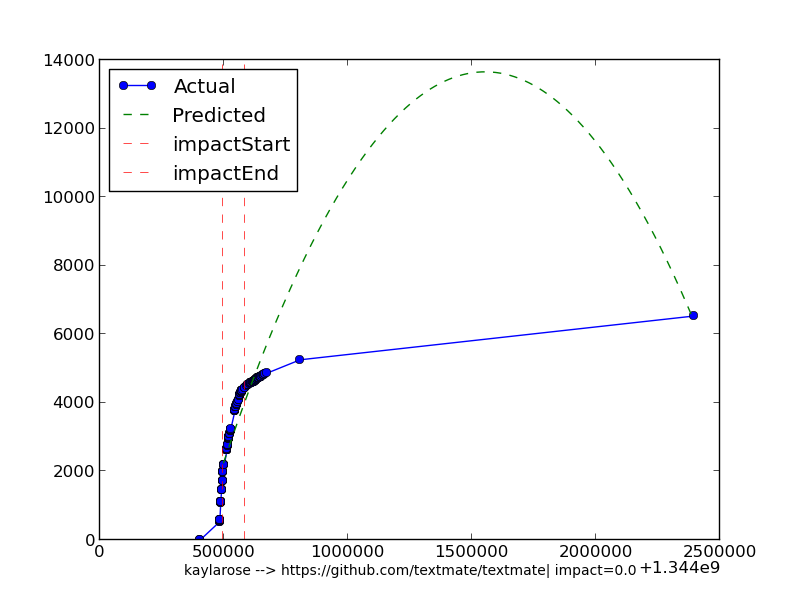 14000
12000
10000
8000
6000
4000
2000
0
Actual
Predicted
impactStart
impactEnd
0 500000 1000000 1500000 2000000 2500000
kaylarose --> https://github.com/textmate/textmate| impact=0.0 +1.344e9